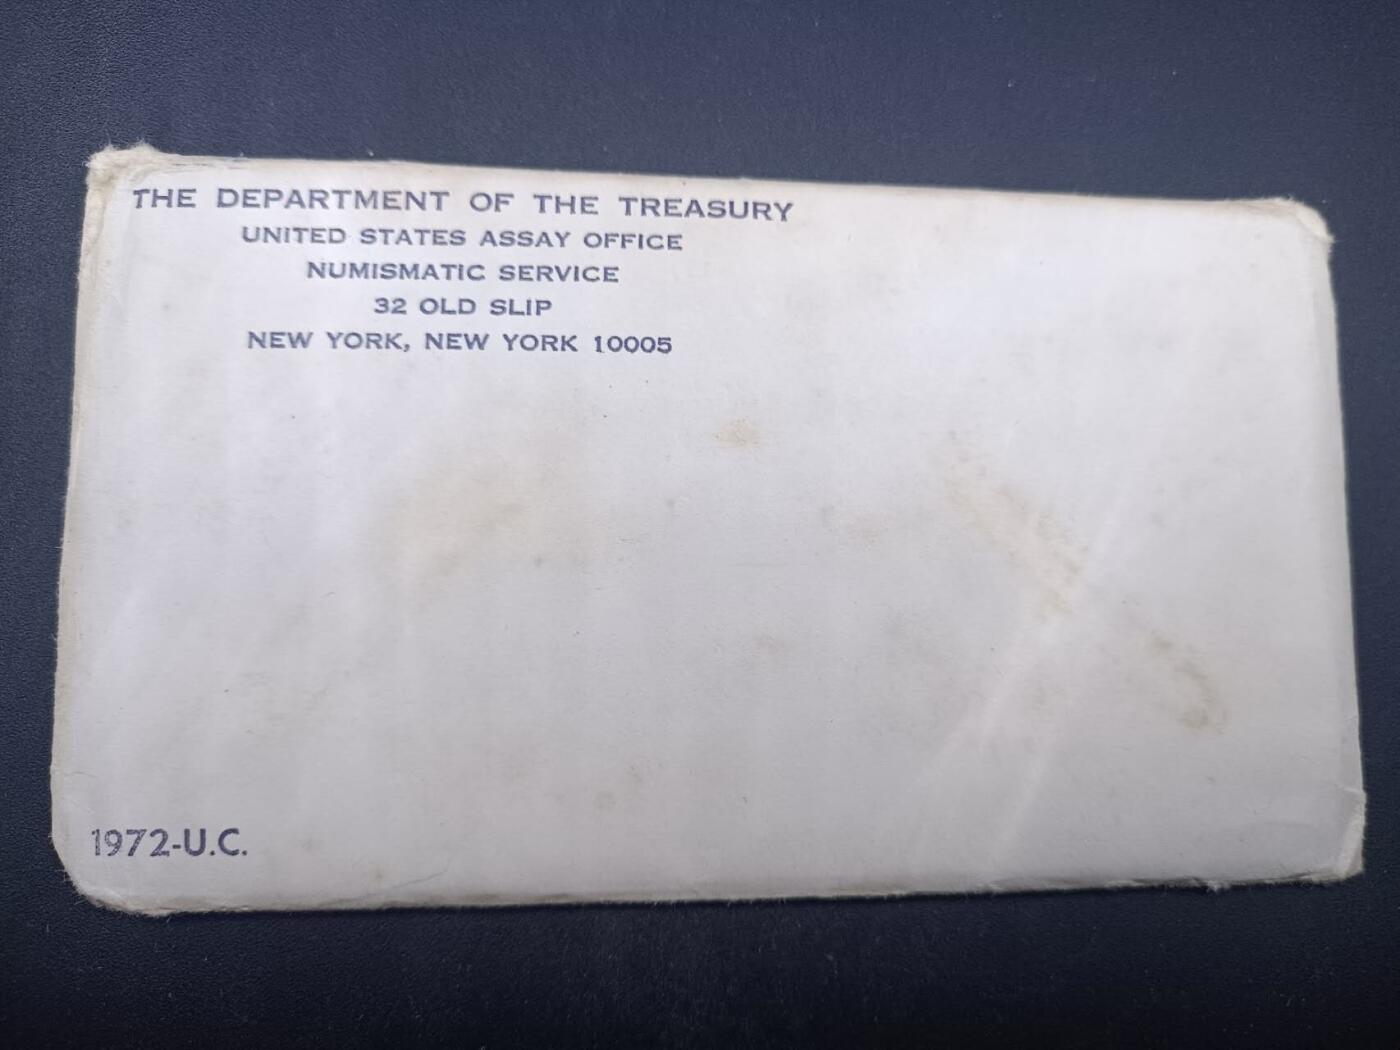 THE DEPARTMENT OF THE TREASURY
UNITED STATES ASSAY OFFICE
NUMISMATIC SERVICE
32 OLD SLIP
NEW YORK, NEW YORK 10005
1972-U.C.